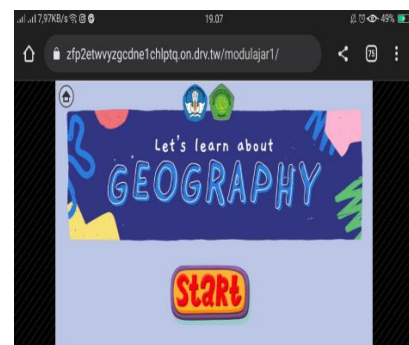 7,97KB/s
19.07
49%
zfp2etwvyzgcdne1chlptq.on.drv.tw/modulajar1/
75
Let's learn about
GEOGRAPHY
Start